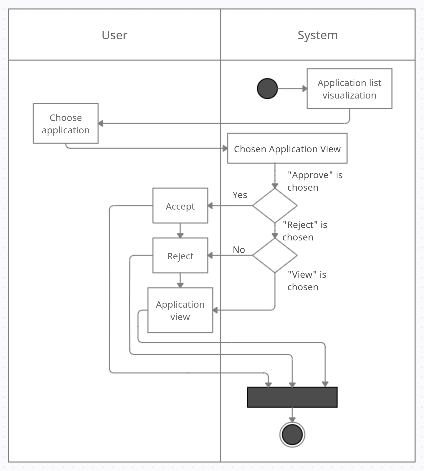 User
System
Application list
visualization
Choose
application
Chosen Application View
"Approve" is
chosen
Yes
Accept
"Reject" is
chosen
No
Reject
"View" is
chosen
Application
view